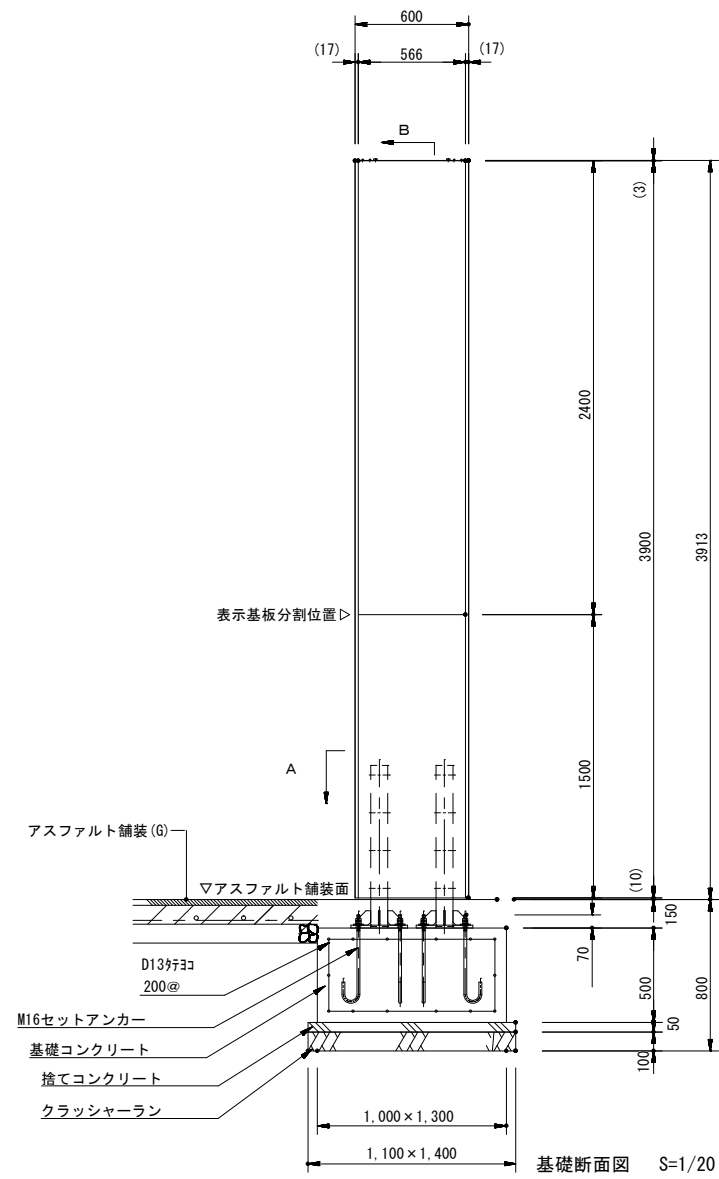 600
(17)
566
(17)
B
(3)
2400
3900
3913
表示基板分割位置▷
A
1500
アスファルト舗装(G)
▽アスファルト舗装面
(10)
150
D13ﾀﾃﾖｺ
200@
70
500
800
M16セットアンカー
50
基礎コンクリート
100
捨てコンクリート
クラッシャーラン
1,000×1,300
1,100×1,400
基礎断面図 S=1/20